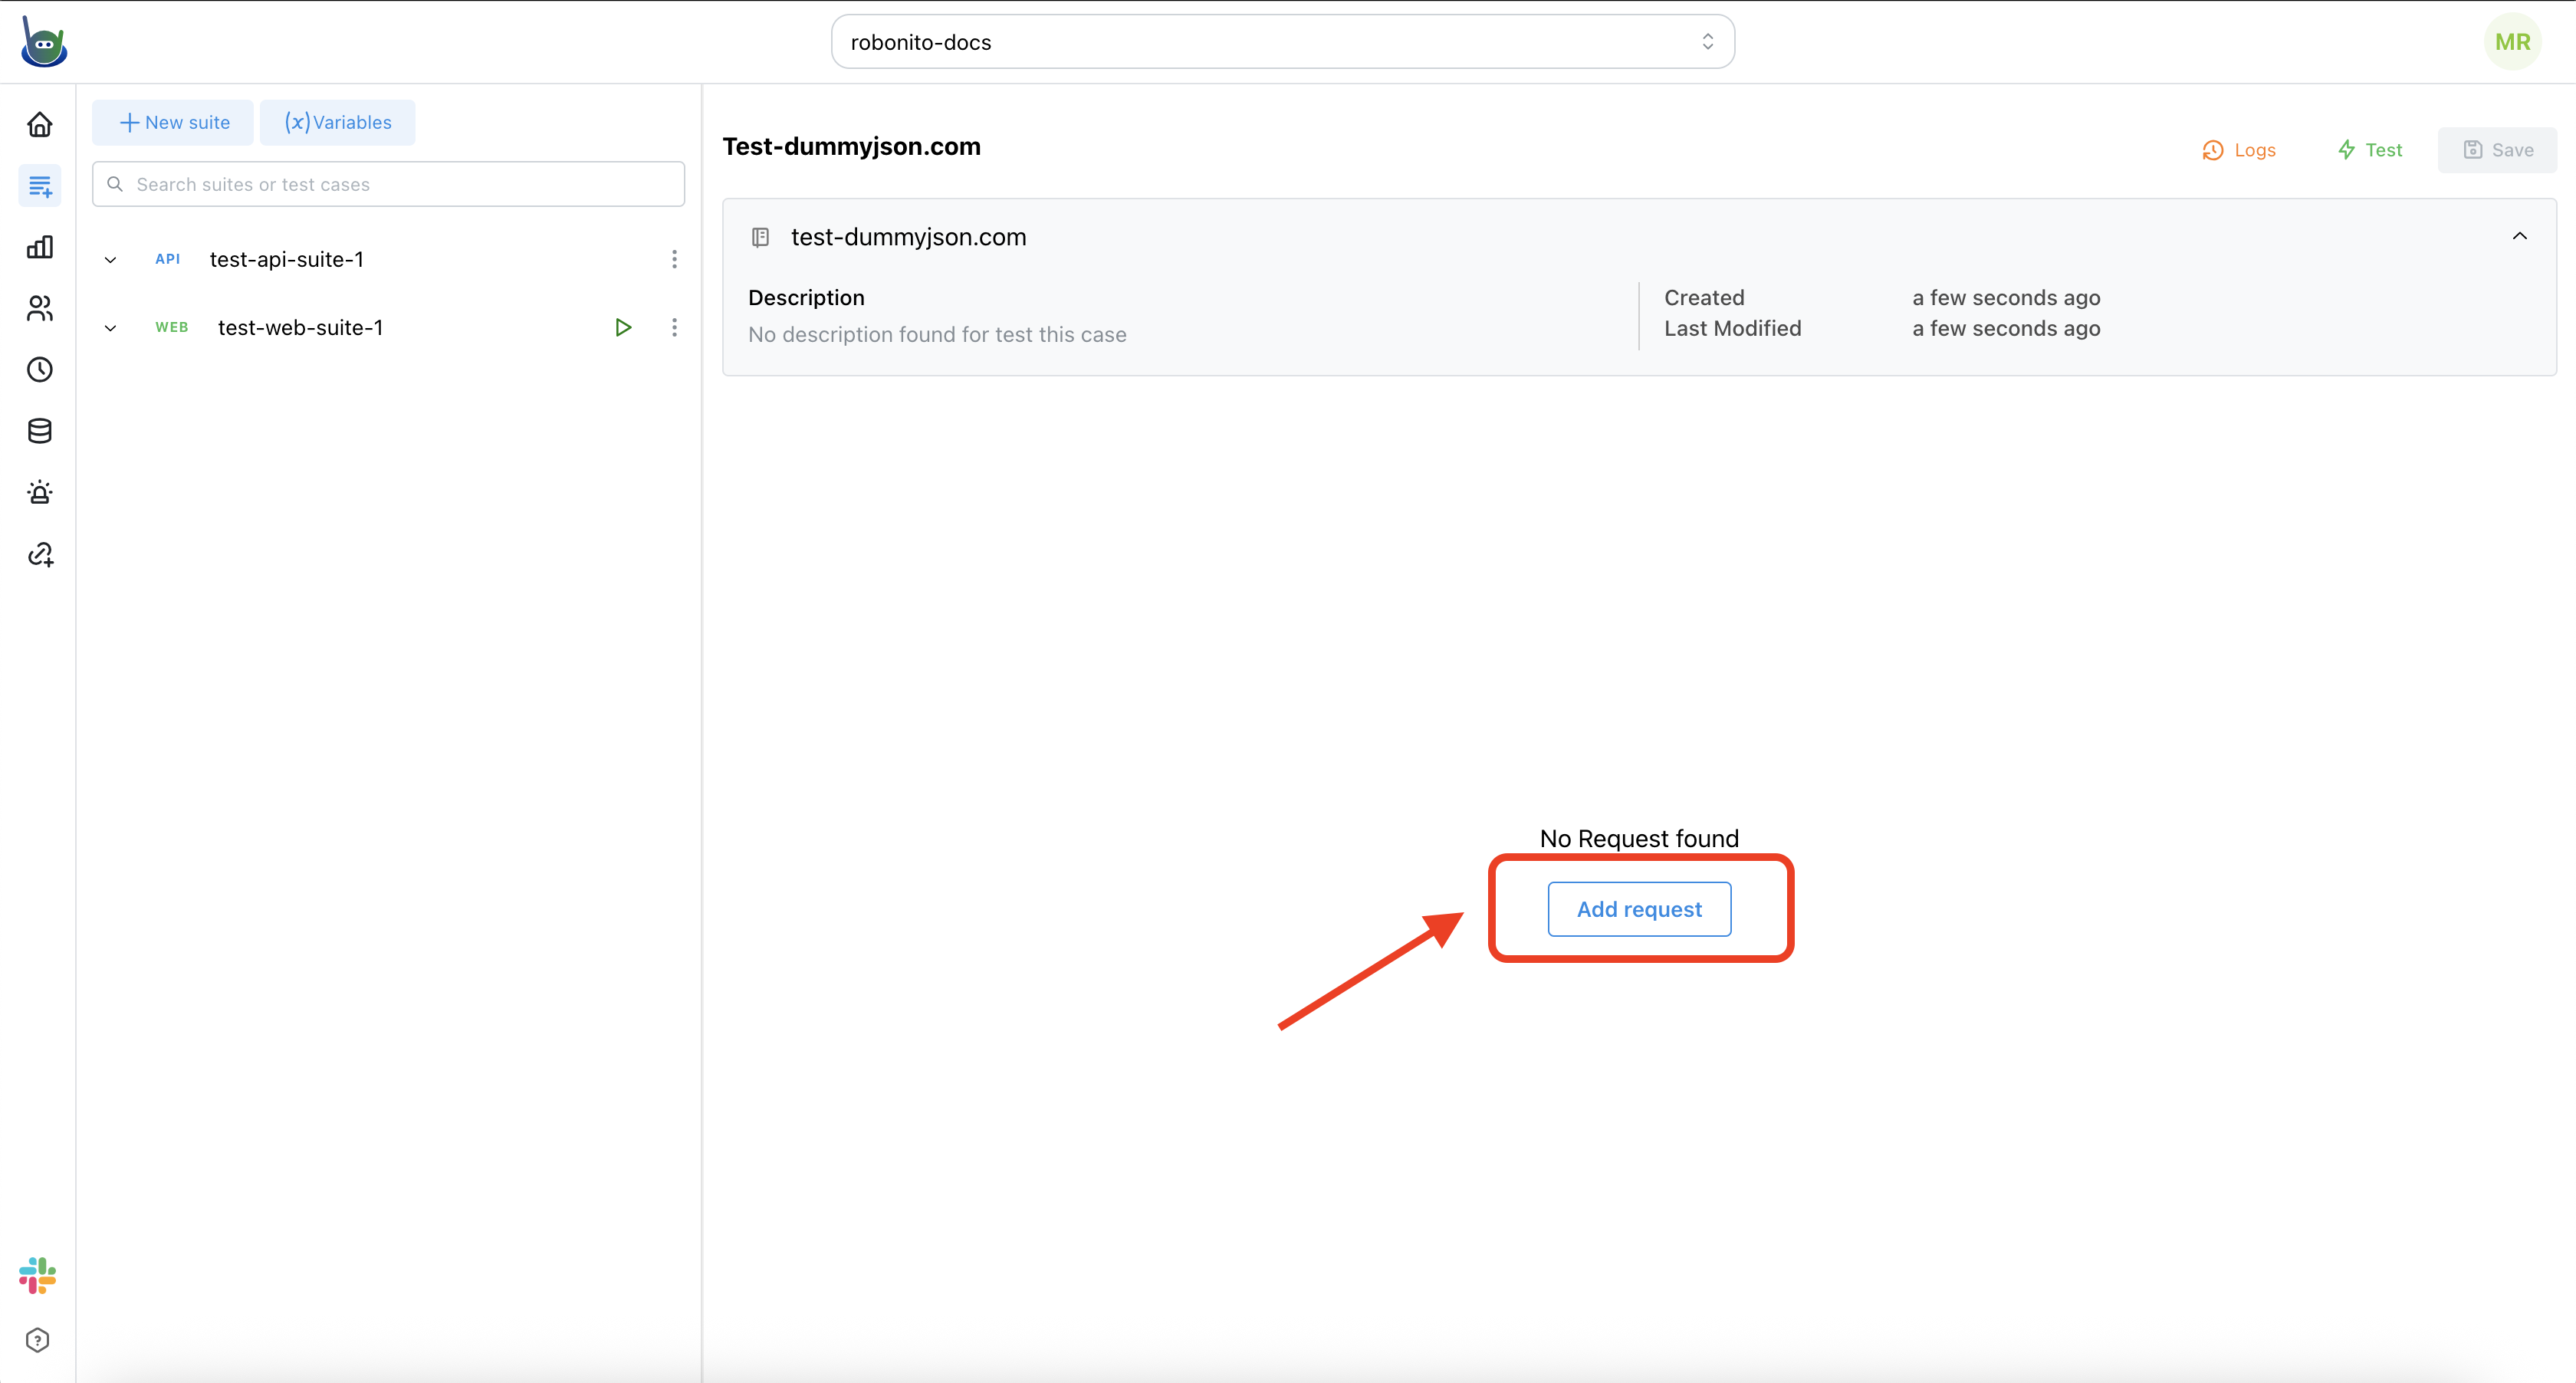 robonito-docs
MR
New suite
(x)Variables
Search suites or test cases
API test-api-suite-1
WEB test-web-suite-1
Test-dummyjson.com
Logs
Test
Save
test-dummyjson.com
Description
No description found for test this case
Created a few seconds ago
Last Modified a few seconds ago
No Request found
Add request